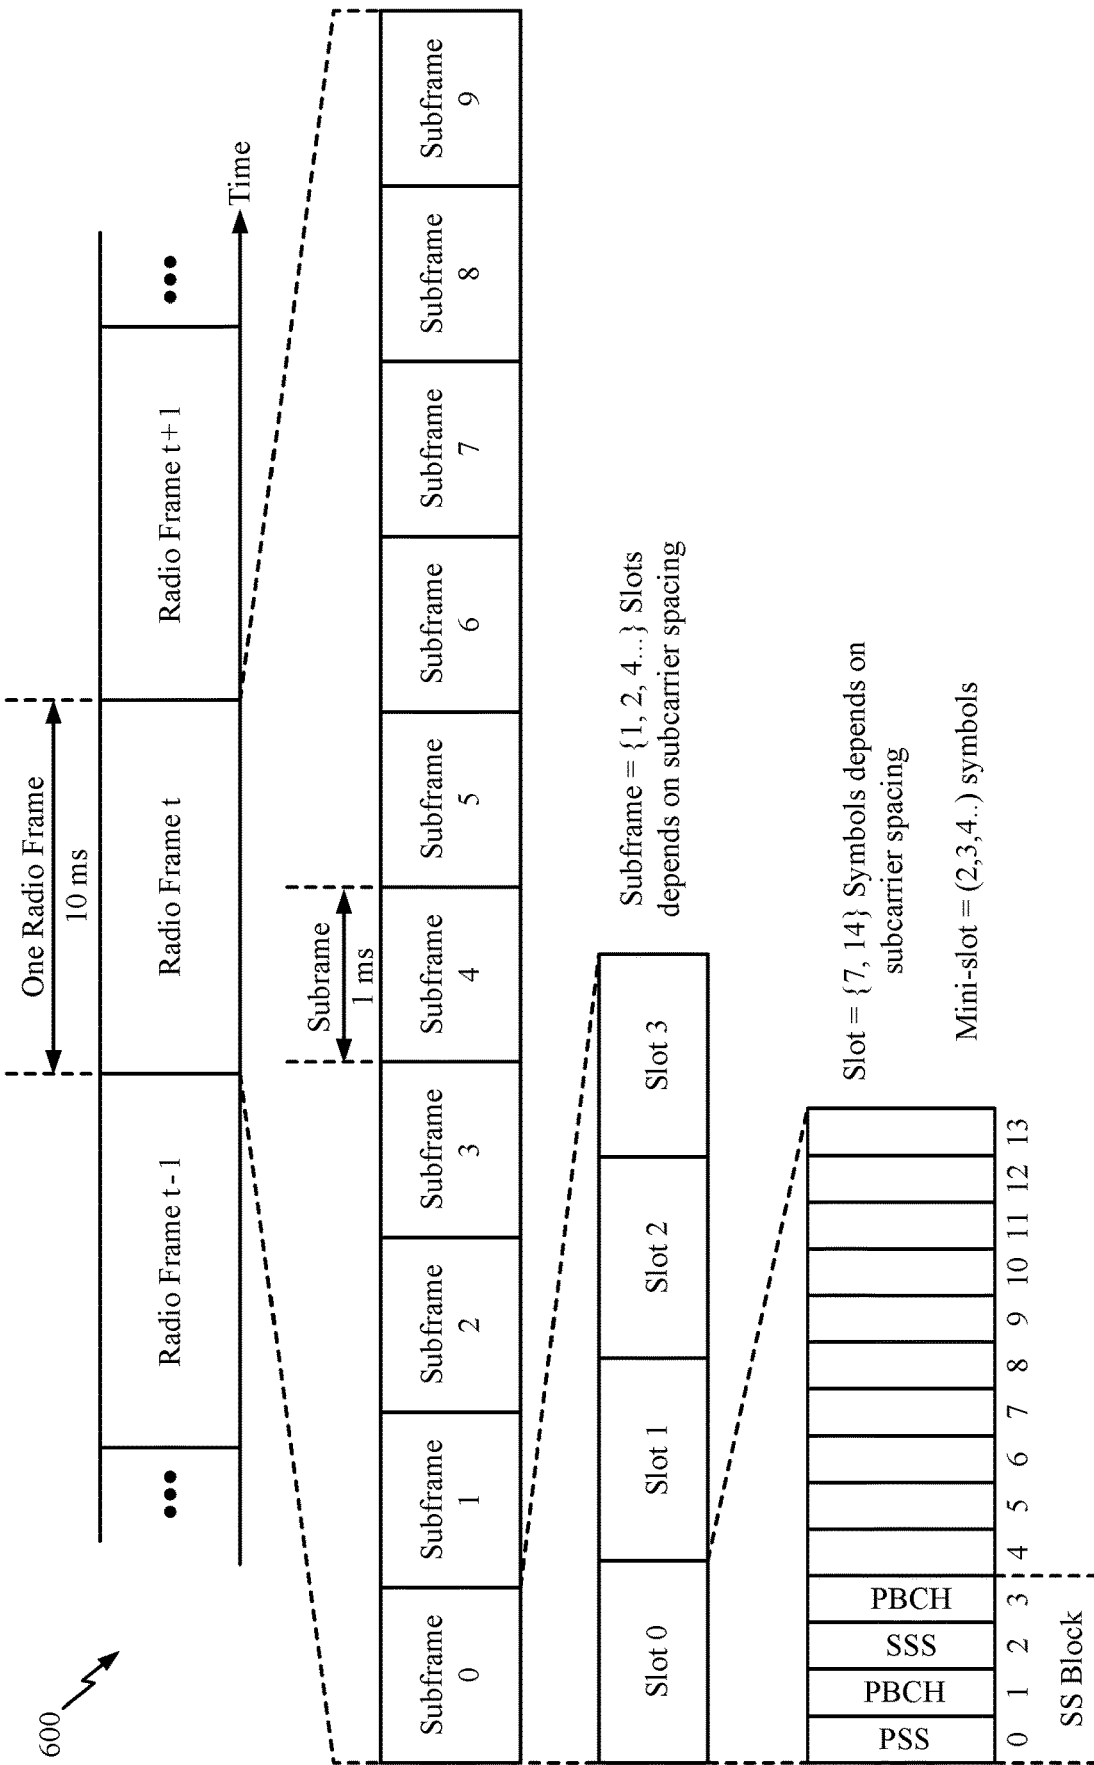 600
One Radio Frame
10 ms
••• Radio Frame t-1 Radio Frame t Radio Frame t+1 •••
Time
Subrame
1 ms
Subframe 0
Subframe 1
Subframe 2
Subframe 3
Subframe 4
Subframe 5
Subframe 6
Subframe 7
Subframe 8
Subframe 9
Slot 0 Slot 1 Slot 2 Slot 3
Subframe = {1, 2, 4...} Slots
depends on subcarrier spacing
PSS PBCH SSS PBCH
0 1 2 3 4 5 6 7 8 9 10 11 12 13
SS Block
Slot = {7, 14} Symbols depends on
subcarrier spacing
Mini-slot = (2,3,4..) symbols